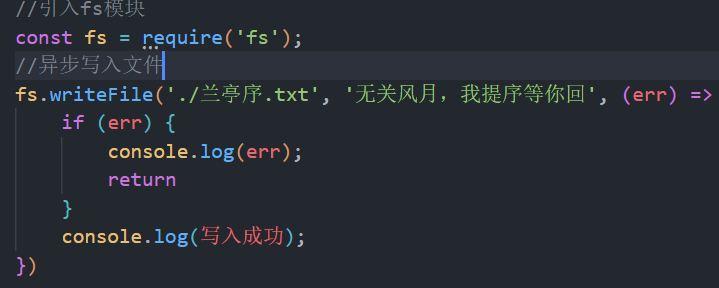 //引入fs模块
const fs = require('fs');
//异步写入文件
fs.writeFile('./兰亭序.txt', '无关风月，我提序等你回', (err) =>
    if (err) {
        console.log(err);
        return
    }
    console.log(写入成功);
})